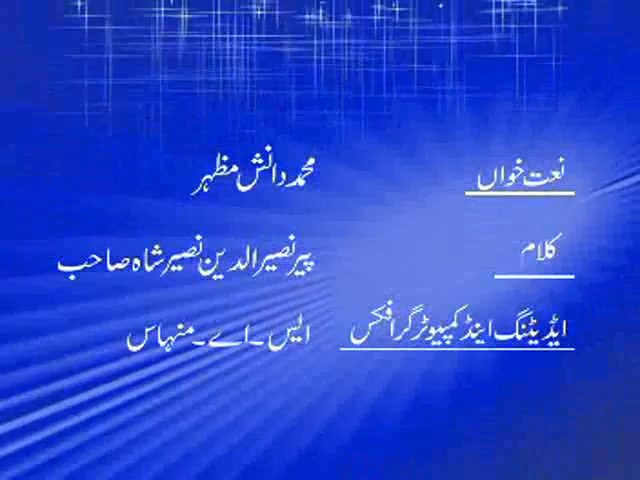 نعت خواں محمد دانش مظہر
کلام پیر نصیر الدین نصیر شاہ صاحب
ایڈیٹنگ اینڈ کمپیوٹر گرافکس ایس۔اے۔منہاس